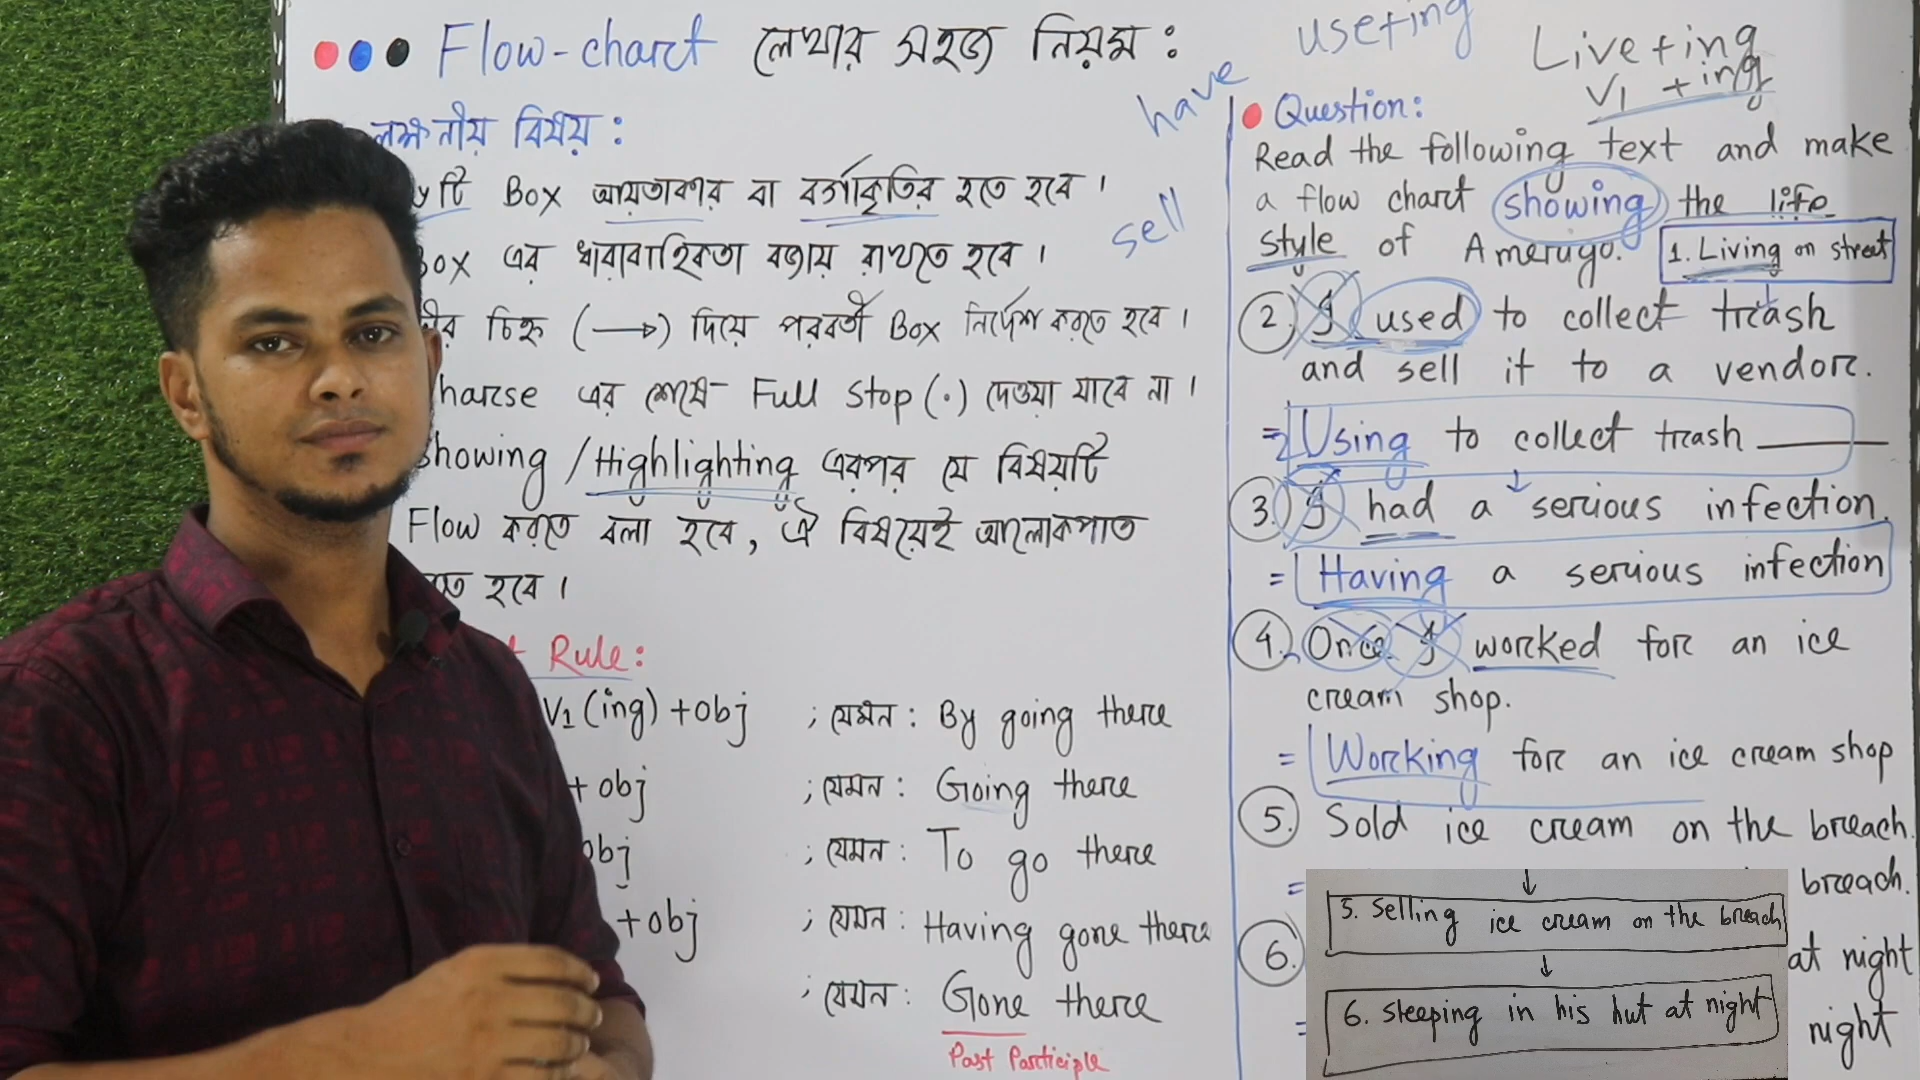 Flow-chart লেখার সহজ নিয়ম :
লক্ষনীয় বিষয় :
টি Box আয়তাকার বা বর্গাকৃতির হতে হবে ।
Box এর ধারাবাহিকতা বজায় রাখতে হবে ।
চিহ্ন (→) দিয়ে পরবর্তী Box নির্দেশ করতে হবে ।
এর শেষে Full Stop (.) দেওয়া যাবে না ।
showing / Highlighting এরপর যে বিষয়টি
Flow করতে বলা হবে, ঐ বিষয়েই আলোকপাত
হবে ।
Rule:
V1 (ing) + obj ; যেমন : By going there
+ obj ; যেমন : Going there
obj ; যেমন : To go there
+ obj ; যেমন : Having gone there
; যেমন : Gone there
Past Participle
have
sell
use+ing
Live+ing
V1 + ing
Question:
Read the following text and make
a flow chart showing the life
style of Amerigo.
1. Living on street
2. I used to collect trash
and sell it to a vendor.
= 2. Using to collect trash
3. I had a serious infection.
= Having a serious infection
4. Once I worked for an ice
cream shop.
= Working for an ice cream shop
5. Sold ice cream on the breach.
= breach.
5. Selling ice cream on the breach
6. at night
6. Sleeping in his hut at night
= night